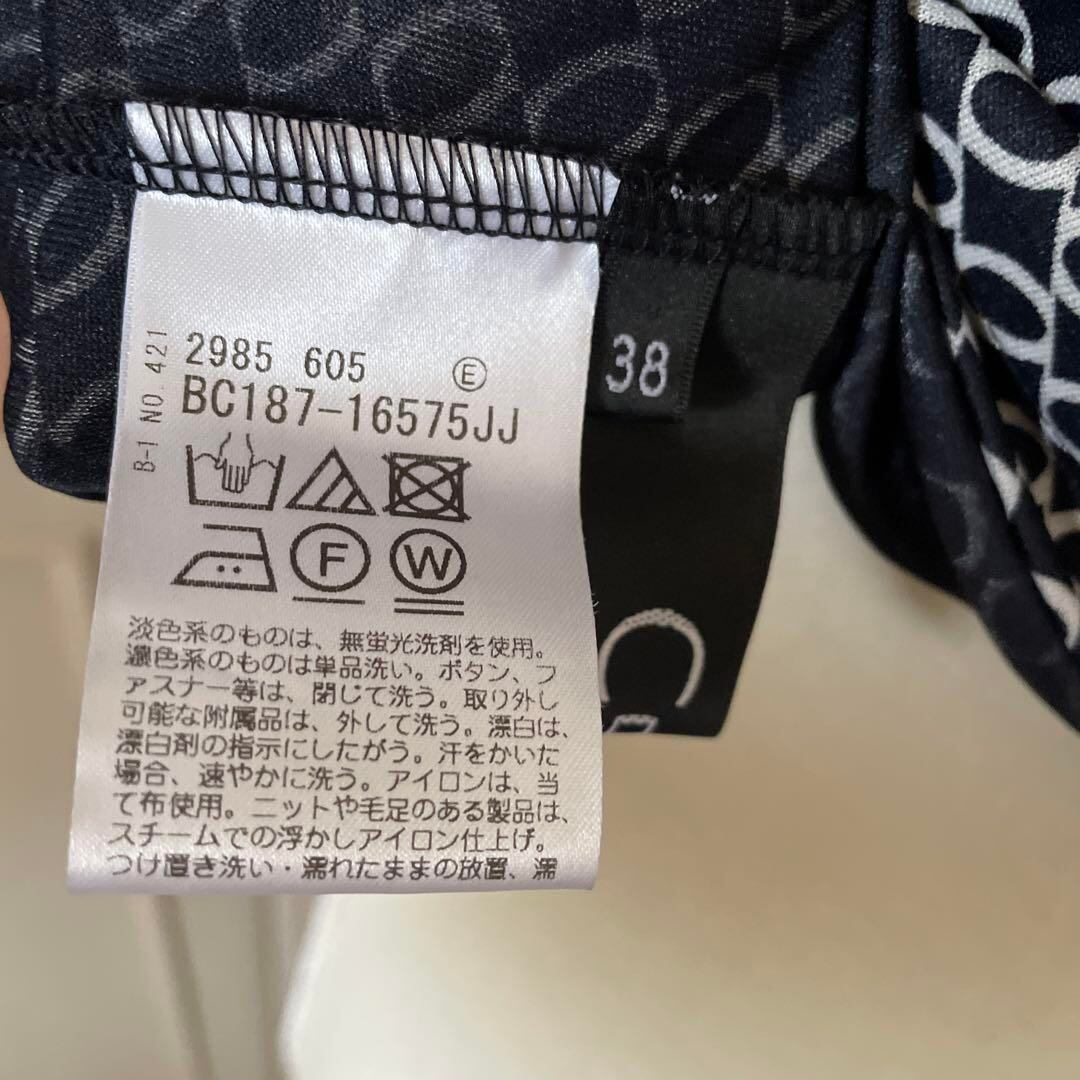 B-1 NO. 421
2985 605 Ⓔ
BC187-16575JJ
F
W
淡色系のものは、無蛍光洗剤を使用。
濃色系のものは単品洗い。ボタン、フ
ァスナー等は、閉じて洗う。取り外し
可能な附属品は、外して洗う。漂白は、
漂白剤の指示にしたがう。汗をかいた
場合、速やかに洗う。アイロンは、当
て布使用。ニットや毛足のある製品は、
スチームでの浮かしアイロン仕上げ。
つけ置き洗い・濡れたままの放置、濡
38